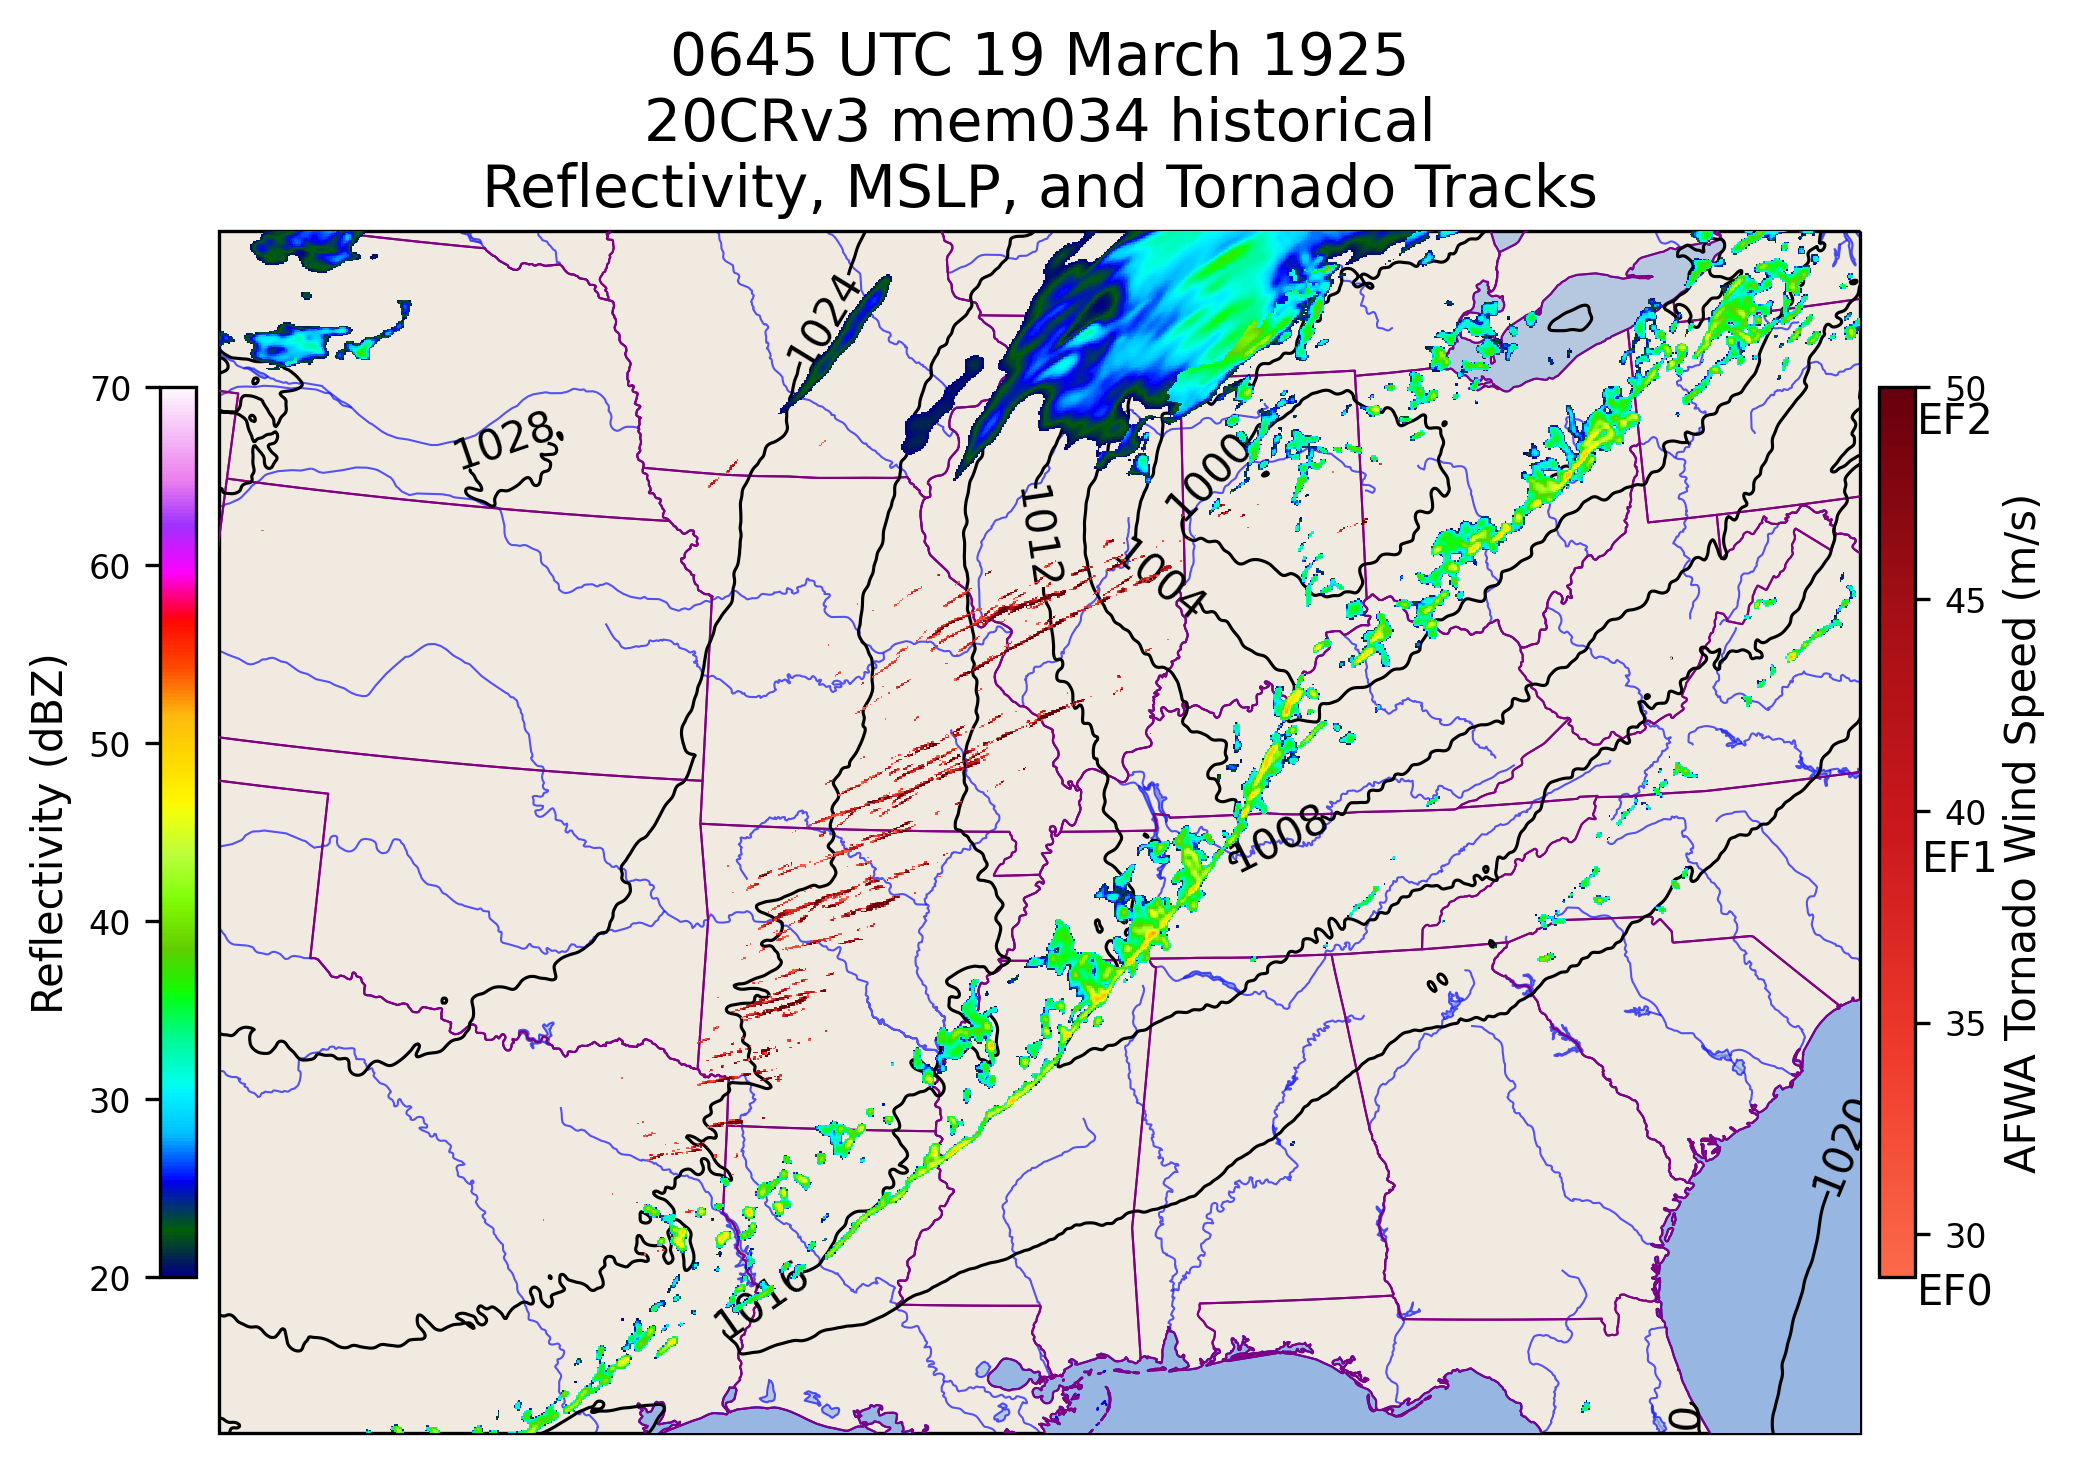 0645 UTC 19 March 1925
20CRv3 mem034 historical
Reflectivity, MSLP, and Tornado Tracks
1024
1028
1012
1000
1004
1008
1016
1020
0
Reflectivity (dBZ)
70
60
50
40
30
20
50
EF2
45
40
EF1
35
30
EF0
AFWA Tornado Wind Speed (m/s)